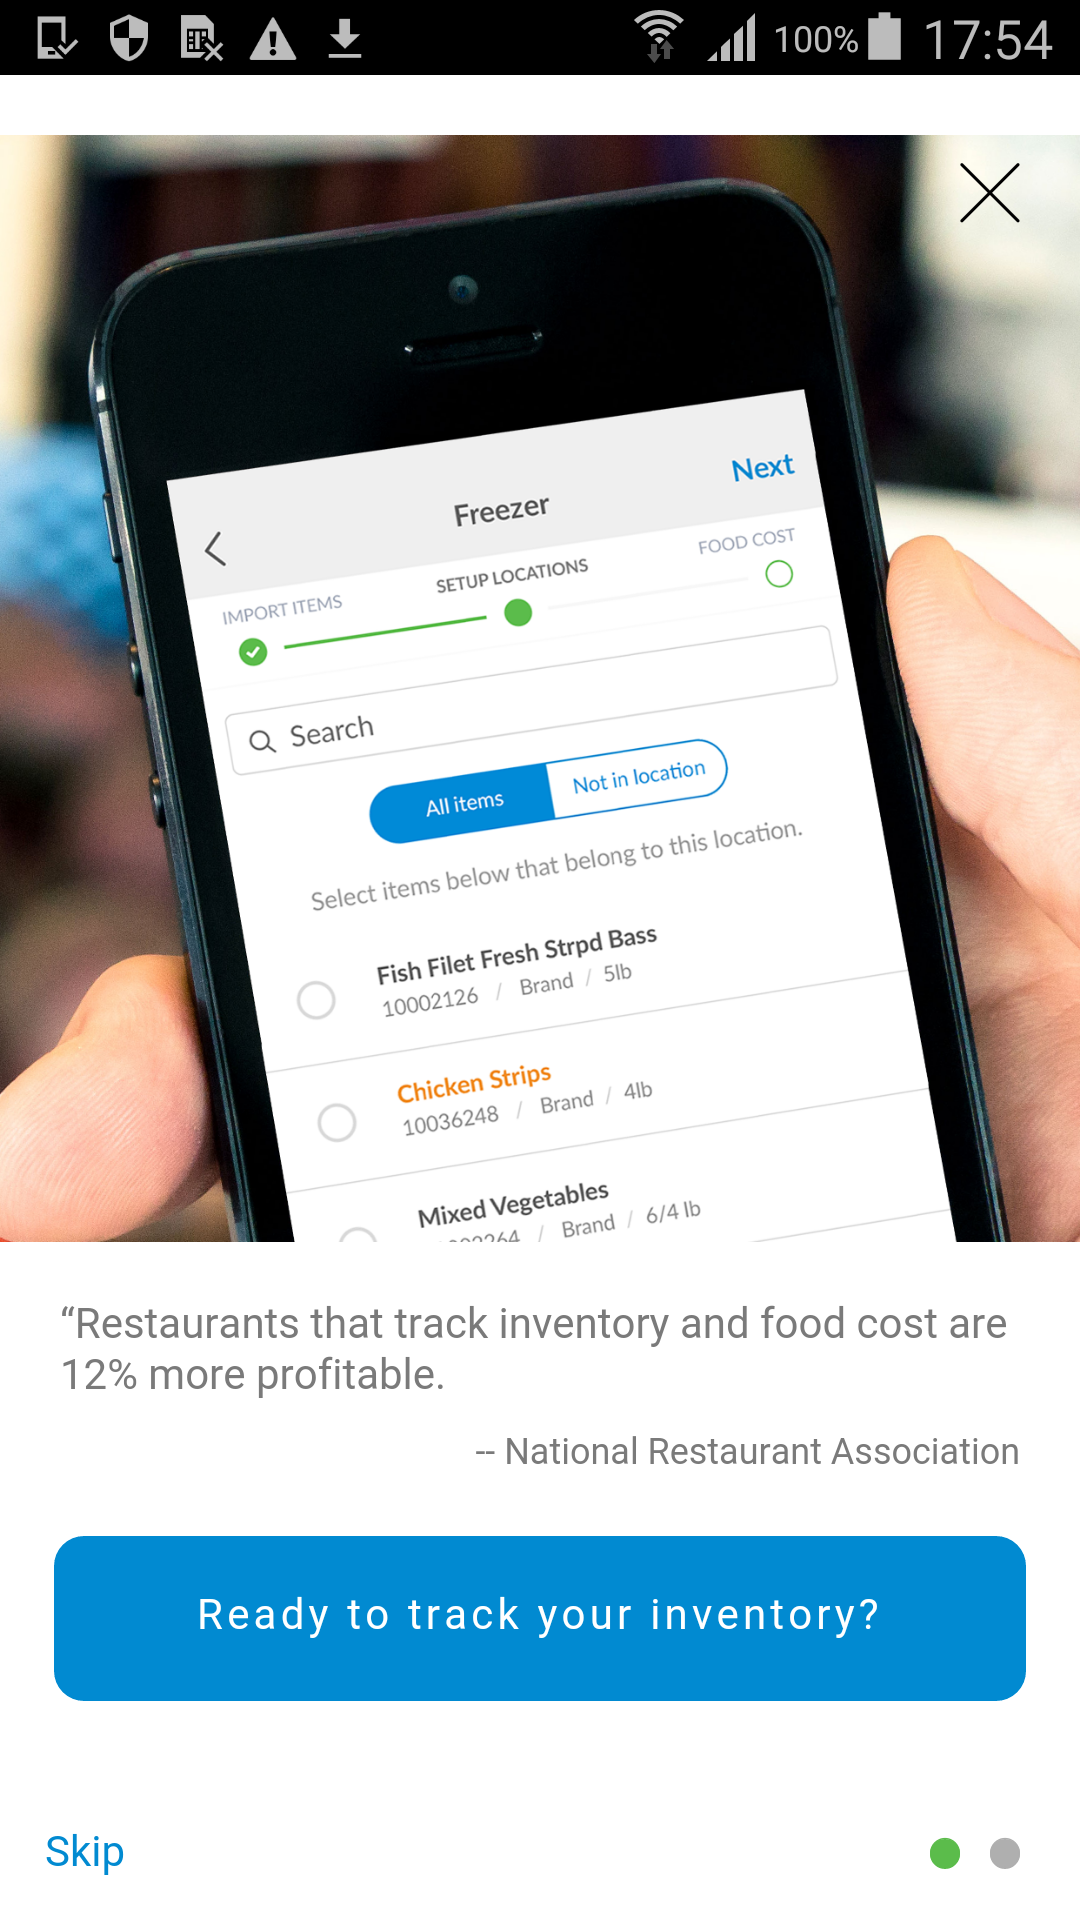 100% 17:54
Next
Freezer
IMPORT ITEMS SETUP LOCATIONS FOOD COST
Search
All items Not in location
Select items below that belong to this location.
Fish Filet Fresh Strpd Bass
10002126 / Brand / 5lb
Chicken Strips
10036248 / Brand / 4lb
Mixed Vegetables
/ Brand / 6/4 lb
“Restaurants that track inventory and food cost are
12% more profitable.
-- National Restaurant Association
Ready to track your inventory?
Skip